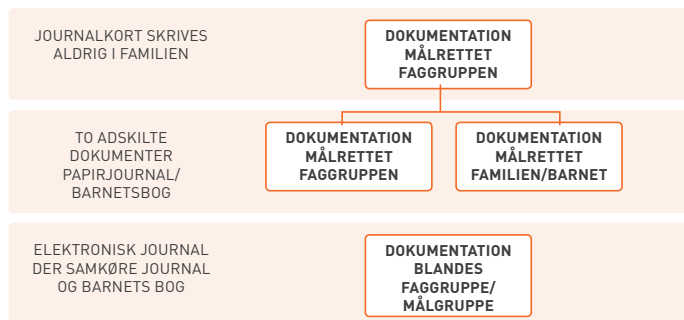 JOURNALKORT SKRIVES
ALDRIG I FAMILIEN
DOKUMENTATION
MÅLRETTET
FAGGRUPPEN
TO ADSKILTE
DOKUMENTER
PAPIRJOURNAL/
BARNETSBOG
DOKUMENTATION
MÅLRETTET
FAGGRUPPEN
DOKUMENTATION
MÅLRETTET
FAMILIEN/BARNET
ELEKTRONISK JOURNAL
DER SAMKØRE JOURNAL
OG BARNETS BOG
DOKUMENTATION
BLANDES
FAGGRUPPE/
MÅLGRUPPE